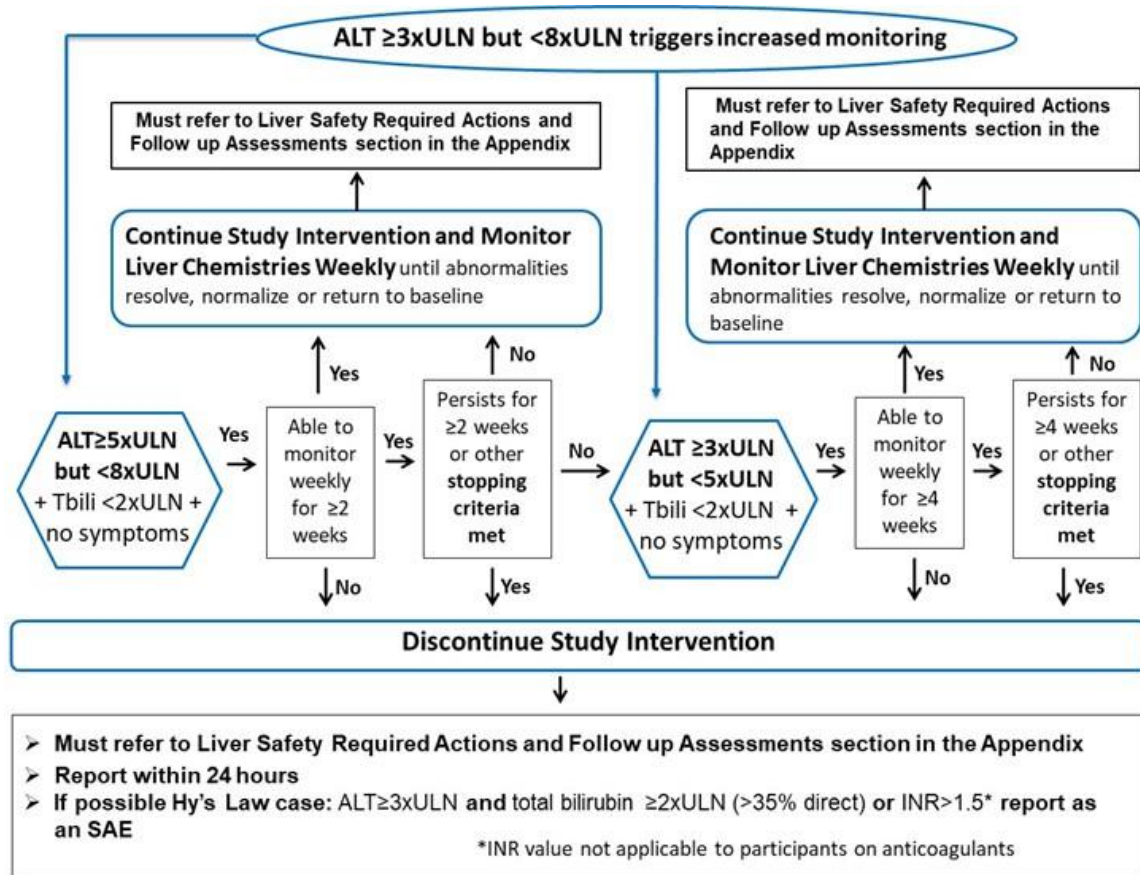 ALT ≥3xULN but <8xULN triggers increased monitoring
Must refer to Liver Safety Required Actions and
Follow up Assessments section in the Appendix
Must refer to Liver Safety Required Actions
and Follow up Assessments section in the
Appendix
Continue Study Intervention and Monitor
Liver Chemistries Weekly until abnormalities
resolve, normalize or return to baseline
Continue Study Intervention and
Monitor Liver Chemistries Weekly until
abnormalities resolve, normalize or return to
baseline
Yes
No
Yes
No
ALT≥5xULN
but <8xULN
+ Tbili <2xULN +
no symptoms
Yes
Able to
monitor
weekly
for ≥2
weeks
Yes
Persists for
≥2 weeks
or other
stopping
criteria
met
No
ALT ≥3xULN
but <5xULN
+ Tbili <2xULN +
no symptoms
Yes
Able to
monitor
weekly
for ≥4
weeks
Yes
Persists for
≥4 weeks
or other
stopping
criteria
met
No
Yes
No
Yes
Discontinue Study Intervention
➢ Must refer to Liver Safety Required Actions and Follow up Assessments section in the Appendix
➢ Report within 24 hours
➢ If possible Hy's Law case: ALT≥3xULN and total bilirubin ≥2xULN (>35% direct) or INR>1.5* report as
an SAE
*INR value not applicable to participants on anticoagulants